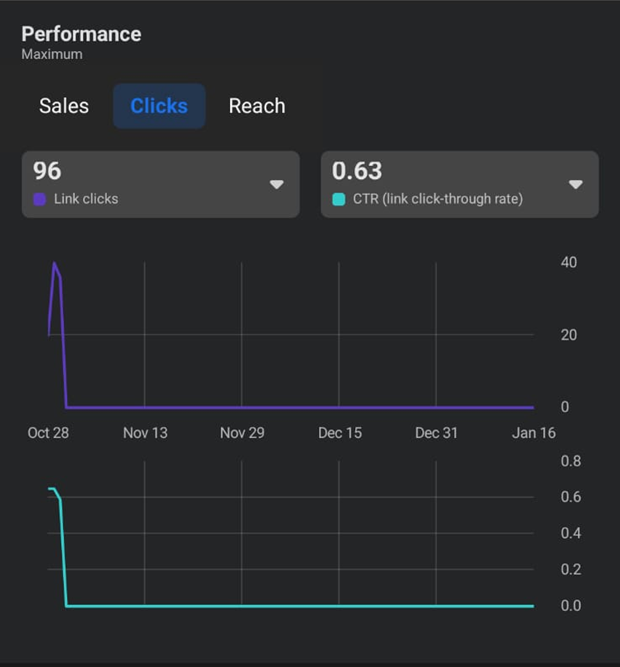 Performance
Maximum
Sales Clicks Reach
96
Link clicks
0.63
CTR (link click-through rate)
40
20
0
Oct 28 Nov 13 Nov 29 Dec 15 Dec 31 Jan 16
0.8
0.6
0.4
0.2
0.0